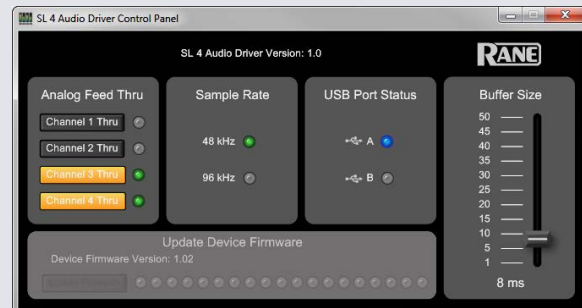 SL 4 Audio Driver Control Panel
SL 4 Audio Driver Version: 1.0
RANE
Analog Feed Thru
Channel 1 Thru
Channel 2 Thru
Channel 3 Thru
Channel 4 Thru
Sample Rate
48 kHz
96 kHz
USB Port Status
A
B
Buffer Size
50
45
40
35
30
25
20
15
10
5
1
8 ms
Update Device Firmware
Device Firmware Version: 1.02